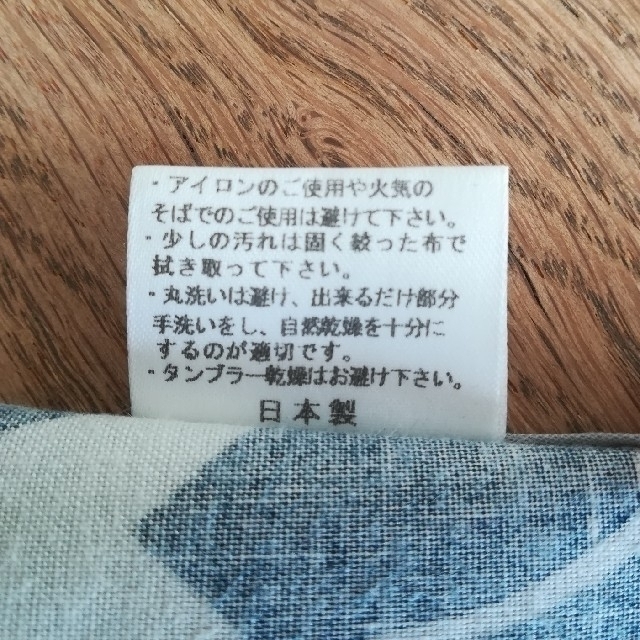 ・アイロンのご使用や火気の
そばでのご使用は避けて下さい。
・少しの汚れは固く絞った布で
拭き取って下さい。
・丸洗いは避け、出来るだけ部分
手洗いをし、自然乾燥を十分に
するのが適切です。
・タンブラー乾燥はお避け下さい。
日本製